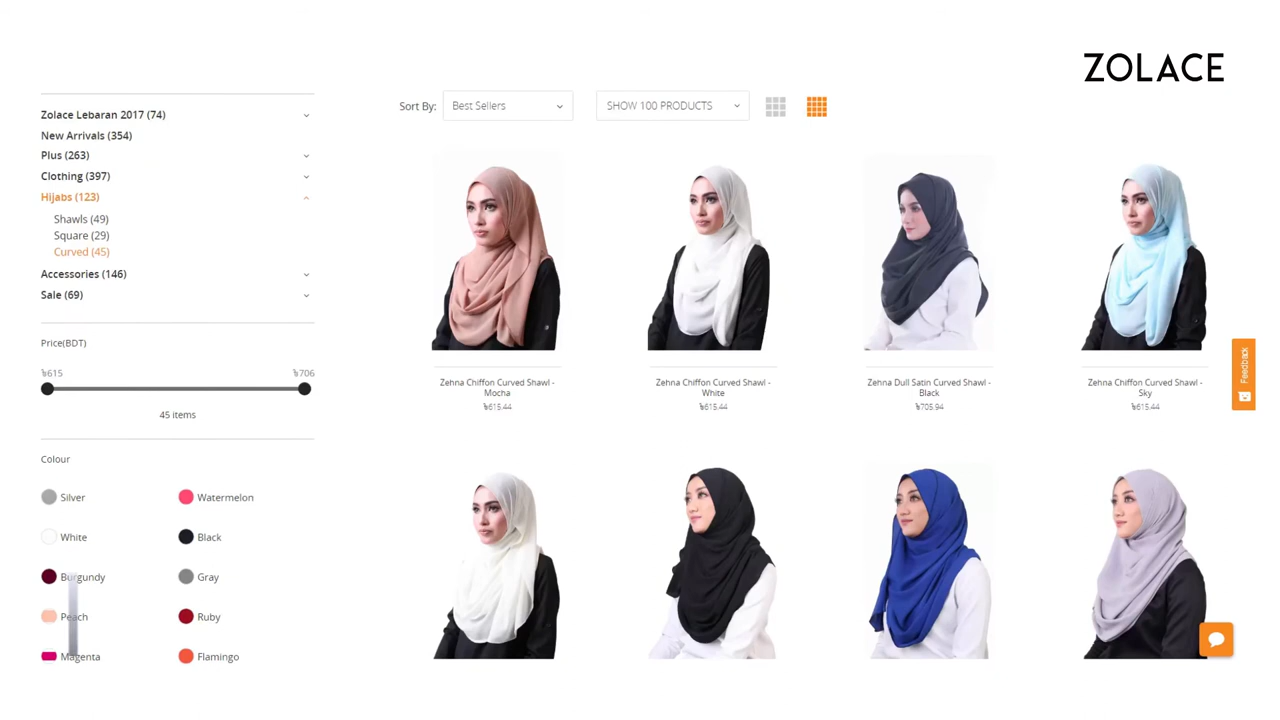 ZOLACE
Zolace Lebaran 2017 (74)
New Arrivals (354)
Plus (263)
Clothing (397)
Hijabs (123)
Shawls (49)
Square (29)
Curved (45)
Accessories (146)
Sale (69)
Price(BDT)
৳615
৳706
45 items
Colour
Silver
Watermelon
White
Black
Burgundy
Gray
Peach
Ruby
Magenta
Flamingo
Sort By:
Best Sellers
SHOW 100 PRODUCTS
Zehna Chiffon Curved Shawl -
Mocha
৳615.44
Zehna Chiffon Curved Shawl -
White
৳615.44
Zehna Dull Satin Curved Shawl -
Black
৳705.94
Zehna Chiffon Curved Shawl -
Sky
৳615.44
Feedback